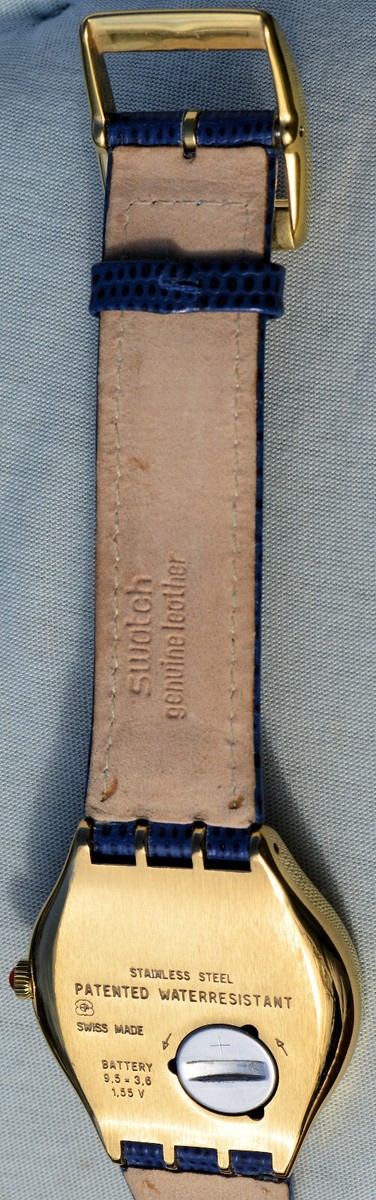 swatch
genuine leather
STAINLESS STEEL
PATENTED WATERRESISTANT
SWISS MADE
BATTERY
9,5 × 3,6
1,55 V
+